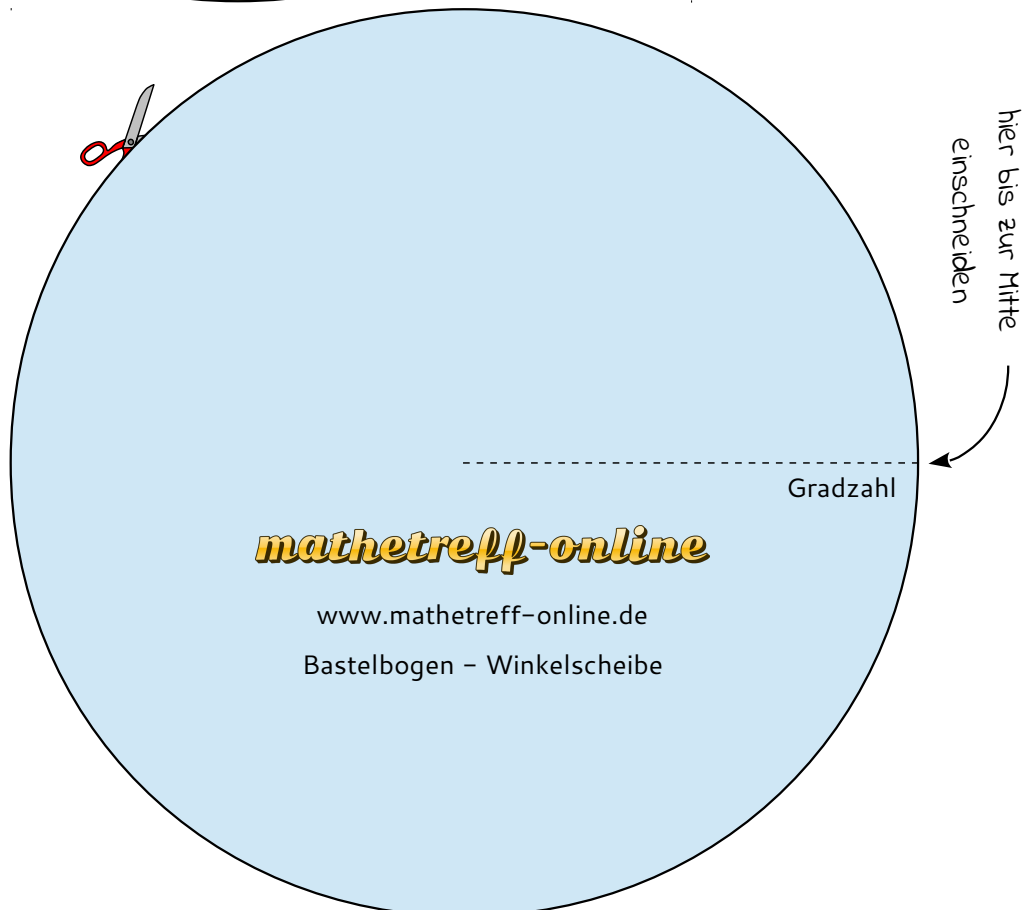 hier bis zur Mitte
einschneiden
Gradzahl
mathetreff-online
www.mathetreff-online.de
Bastelbogen - Winkelscheibe